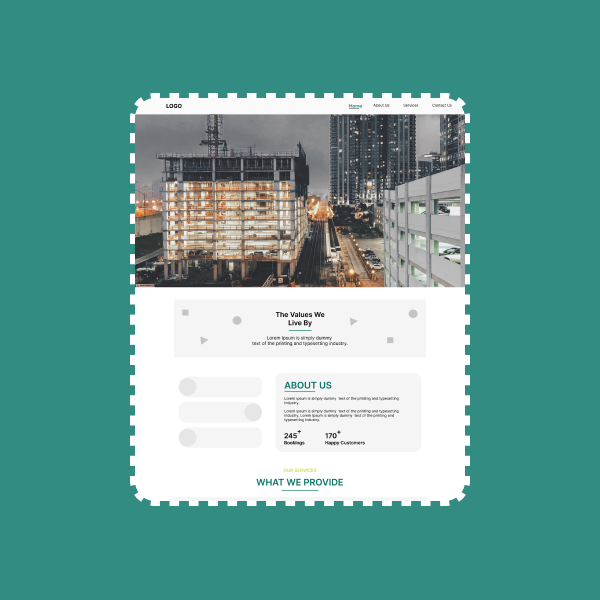 LOGO
Home About Us Services Contact Us
The Values We
Live By
Lorem Ipsum is simply dummy
text of the printing and typesetting industry.
ABOUT US
Lorem Ipsum is simply dummy text of the printing and typesetting
industry.
Lorem Ipsum is simply dummy text of the printing and typesetting
industry. Lorem Ipsum is simply dummy text of the printing and
typesetting industry.
245+ 170+
Bookings Happy Customers
OUR SERVICES
WHAT WE PROVIDE